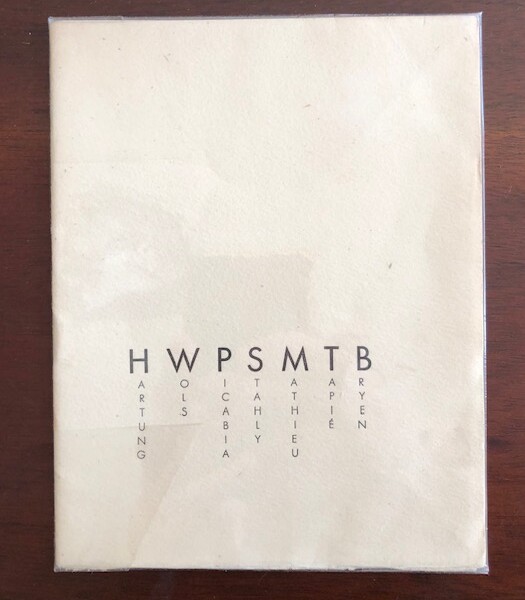 HWPSMTB
ARTUNG
OLS
ICABIA
TAHLY
ATHIEU
APIÉ
RYEN